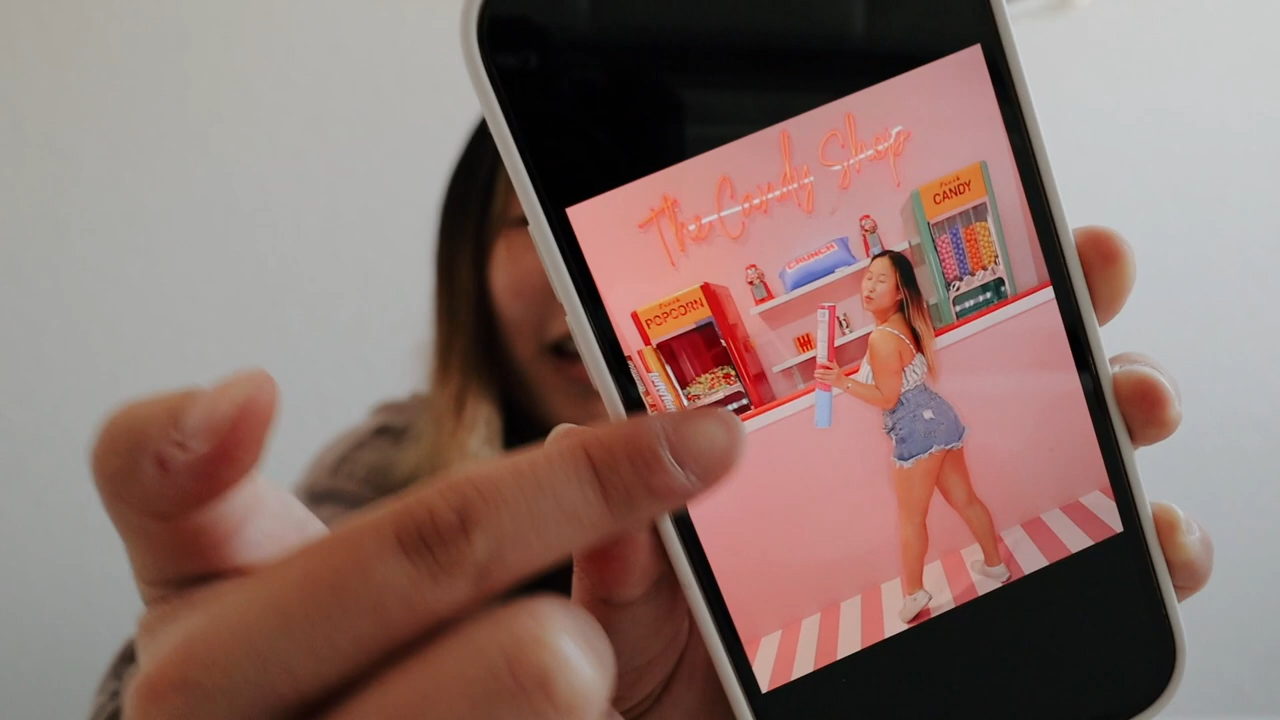 The Candy Shop
Fresh
CANDY
CRUNCH
Fresh
POPCORN